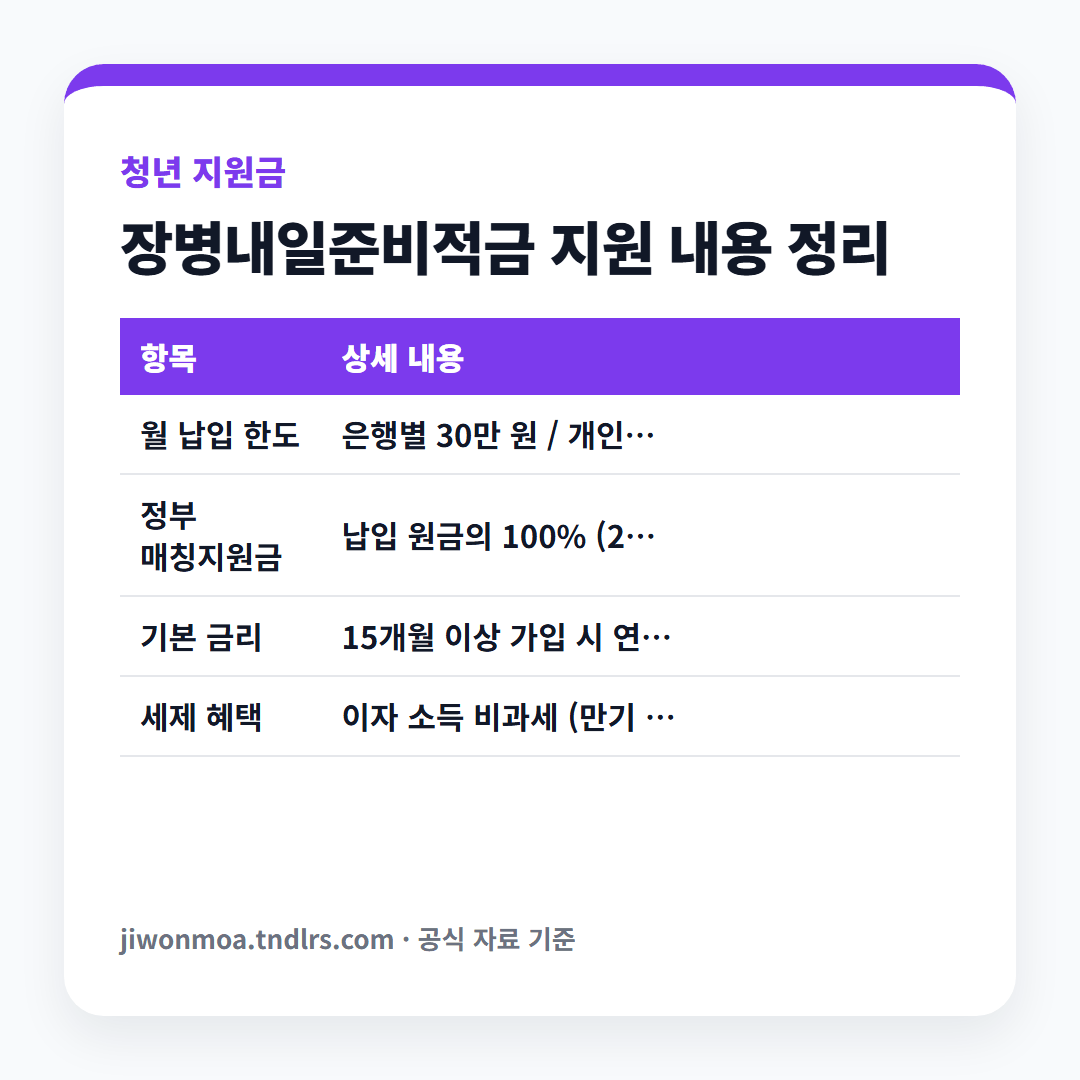 청년 지원금
장병내일준비적금 지원 내용 정리
항목 상세 내용
월 납입 한도 은행별 30만 원 / 개인…
정부
매칭지원금 납입 원금의 100% (2…
기본 금리 15개월 이상 가입 시 연…
세제 혜택 이자 소득 비과세 (만기 …
jiwonmoa.tndlrs.com · 공식 자료 기준